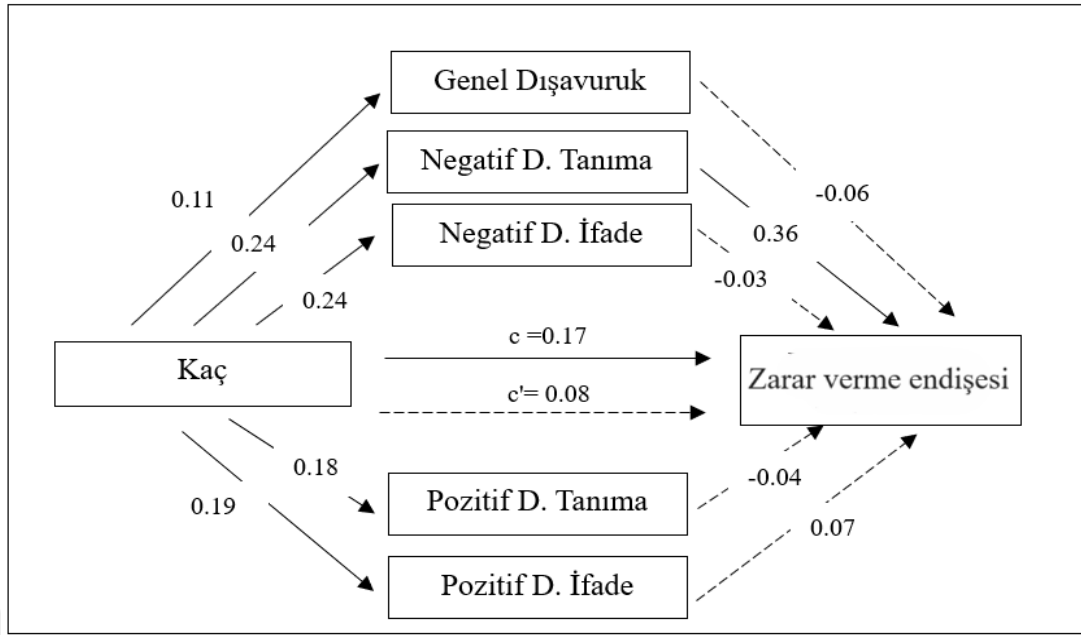 Genel Dışavuruk
Negatif D. Tanıma
Negatif D. İfade
0.11
0.24
0.24
-0.06
0.36
-0.03
Kaç
c =0.17
c'= 0.08
Zarar verme endişesi
0.18
0.19
Pozitif D. Tanıma
Pozitif D. İfade
-0.04
0.07